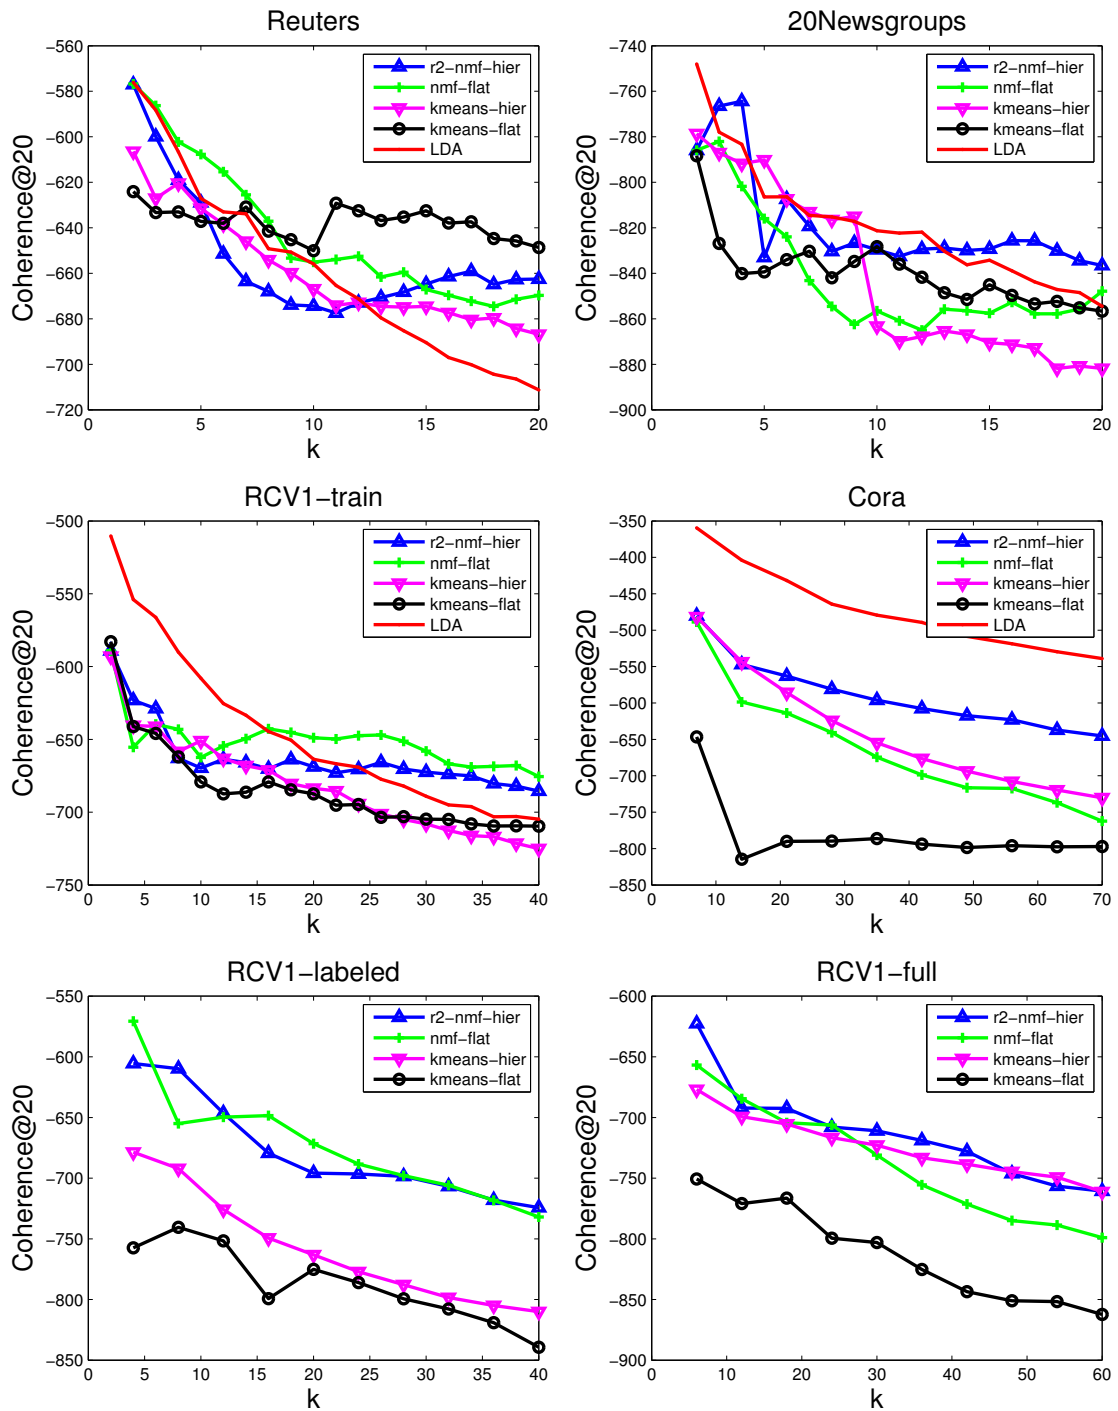 Reuters
−560
−580
−600
−620
−640
−660
−680
−700
−720
0
5
10
15
20
k
Coherence@20
r2−nmf−hier
nmf−flat
kmeans−hier
kmeans−flat
LDA
20Newsgroups
−740
−760
−780
−800
−820
−840
−860
−880
−900
0
5
10
15
20
k
Coherence@20
r2−nmf−hier
nmf−flat
kmeans−hier
kmeans−flat
LDA
RCV1−train
−500
−550
−600
−650
−700
−750
0
5
10
15
20
25
30
35
40
k
Coherence@20
r2−nmf−hier
nmf−flat
kmeans−hier
kmeans−flat
LDA
Cora
−350
−400
−450
−500
−550
−600
−650
−700
−750
−800
−850
0
10
20
30
40
50
60
70
k
Coherence@20
r2−nmf−hier
nmf−flat
kmeans−hier
kmeans−flat
LDA
RCV1−labeled
−550
−600
−650
−700
−750
−800
−850
0
5
10
15
20
25
30
35
40
k
Coherence@20
r2−nmf−hier
nmf−flat
kmeans−hier
kmeans−flat
RCV1−full
−600
−650
−700
−750
−800
−850
−900
0
10
20
30
40
50
60
k
Coherence@20
r2−nmf−hier
nmf−flat
kmeans−hier
kmeans−flat